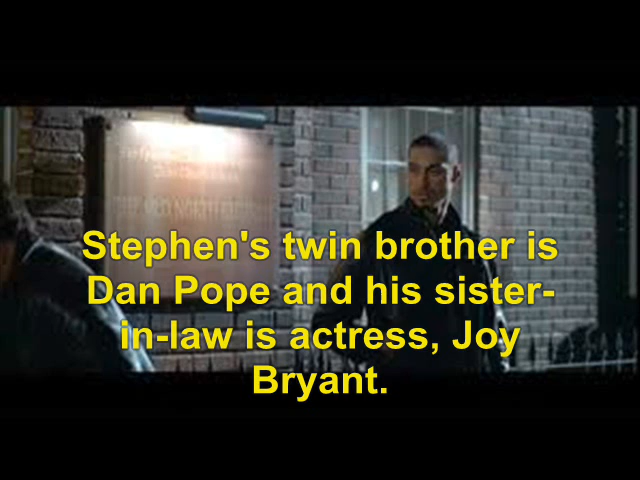 Stephen's twin brother is
Dan Pope and his sister-
in-law is actress, Joy
Bryant.